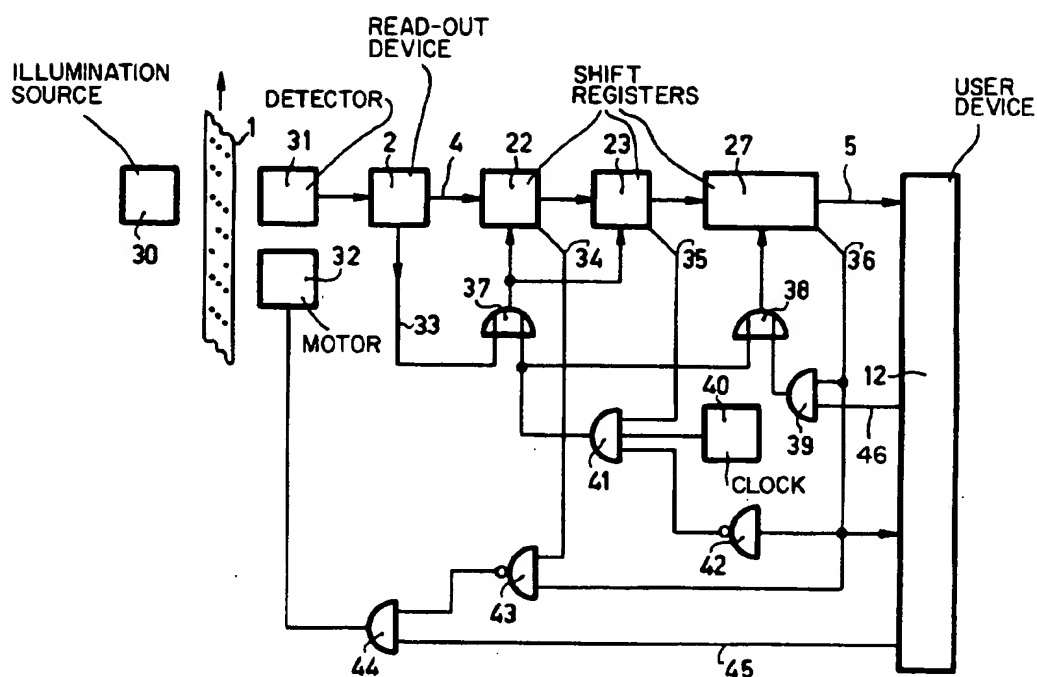 READ-OUT
DEVICE
ILLUMINATION
SOURCE
SHIFT
REGISTERS
USER
DEVICE
DETECTOR
1
31
2
4
22
23
27
5
30
32
34
35
36
37
38
33
MOTOR
12
40
39
46
41
CLOCK
42
43
44
45